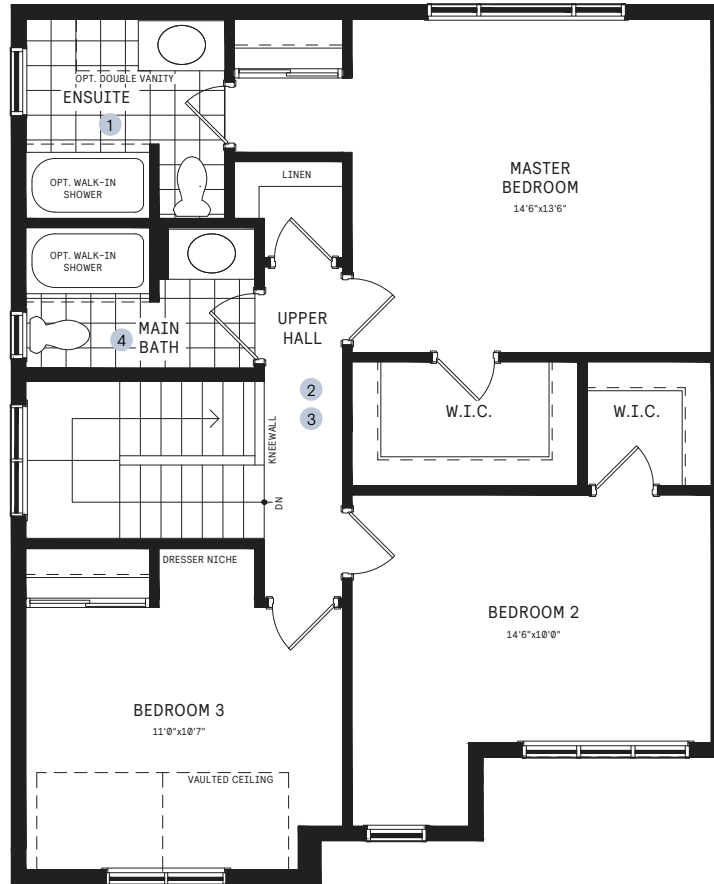 OPT. DOUBLE VANITY
ENSUITE
1
OPT. WALK-IN
SHOWER
LINEN
MASTER
BEDROOM
14'6"x13'6"
OPT. WALK-IN
SHOWER
4
MAIN
BATH
UPPER
HALL
2
3
KNEEWALL
DN
W.I.C.
W.I.C.
DRESSER NICHE
BEDROOM 2
14'6"x10'0"
BEDROOM 3
11'0"x10'7"
VAULTED CEILING